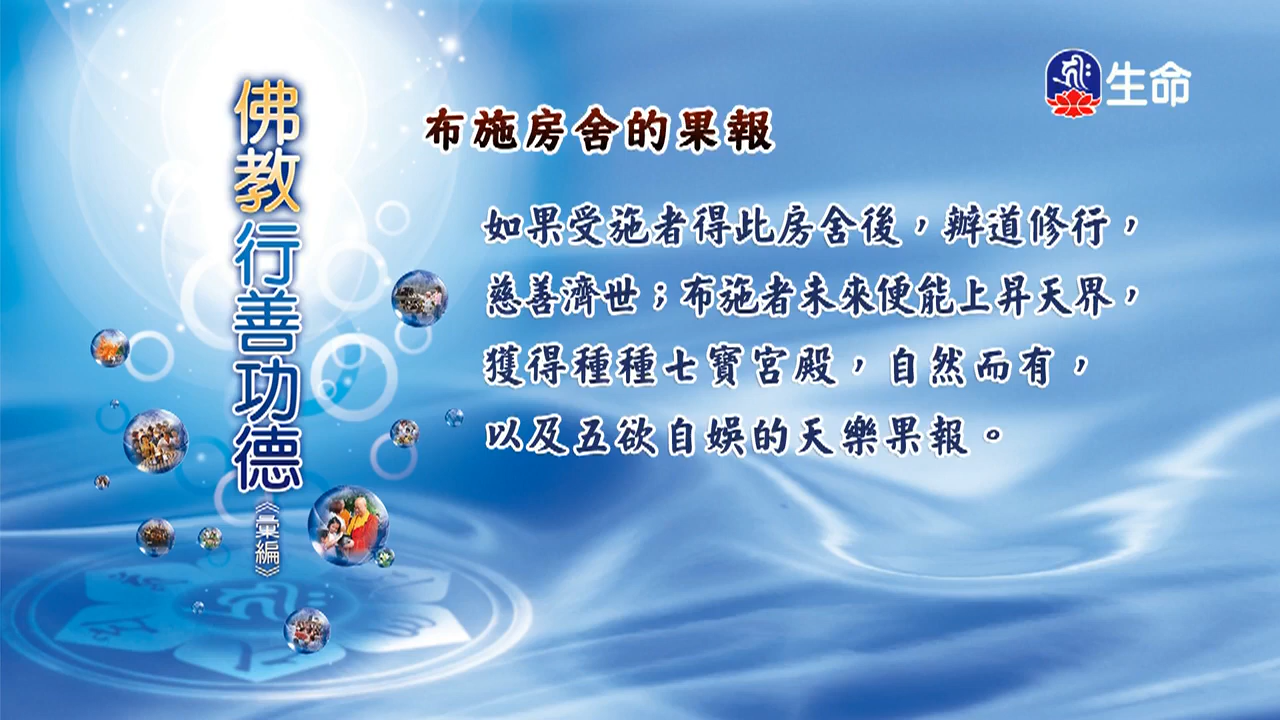 佛教行善功德
《彙編》
布施房舍的果報
如果受施者得此房舍後，辦道修行，
慈善濟世；布施者未來便能上昇天界，
獲得種種七寶宮殿，自然而有，
以及五欲自娛的天樂果報。
生命